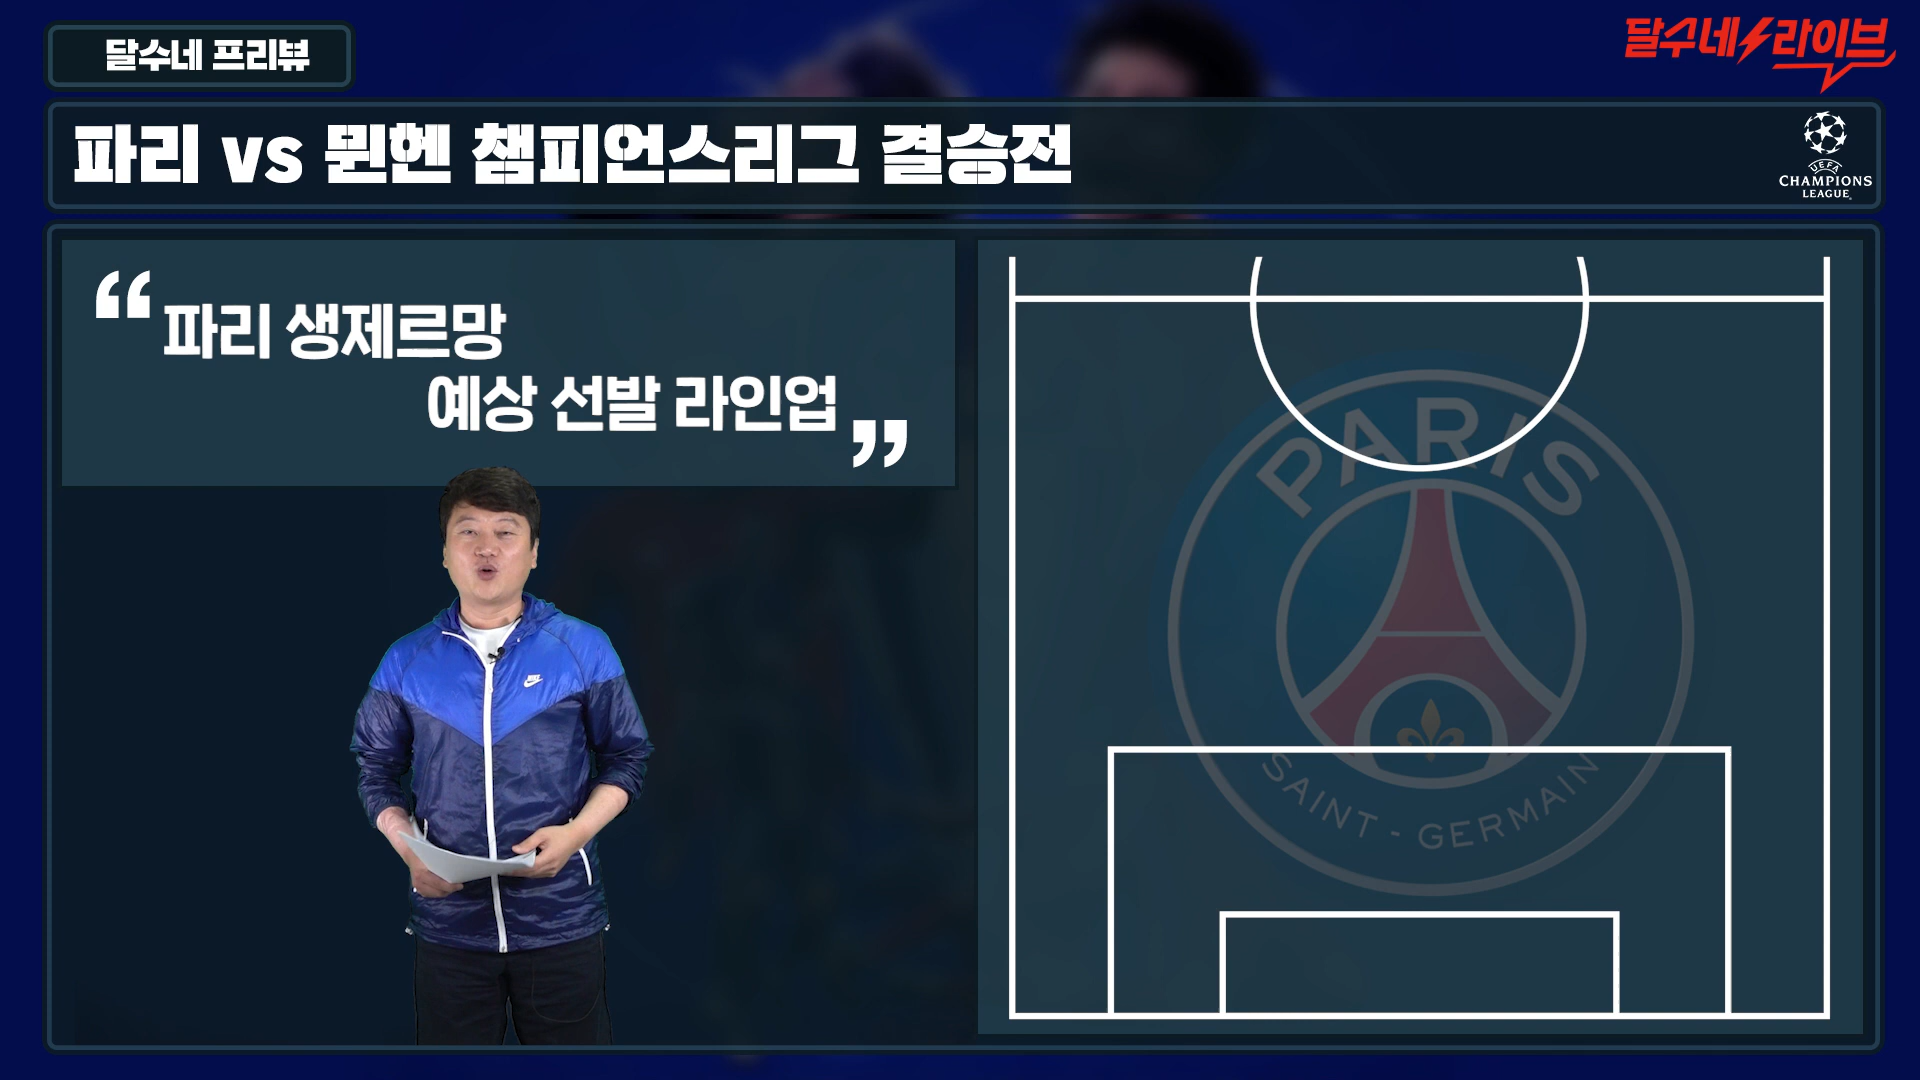 달수네 프리뷰
달수네 라이브
파리 vs 뮌헨 챔피언스리그 결승전
UEFA
CHAMPIONS
LEAGUE
“파리 생제르망
예상 선발 라인업”
PARIS
SAINT-GERMAIN